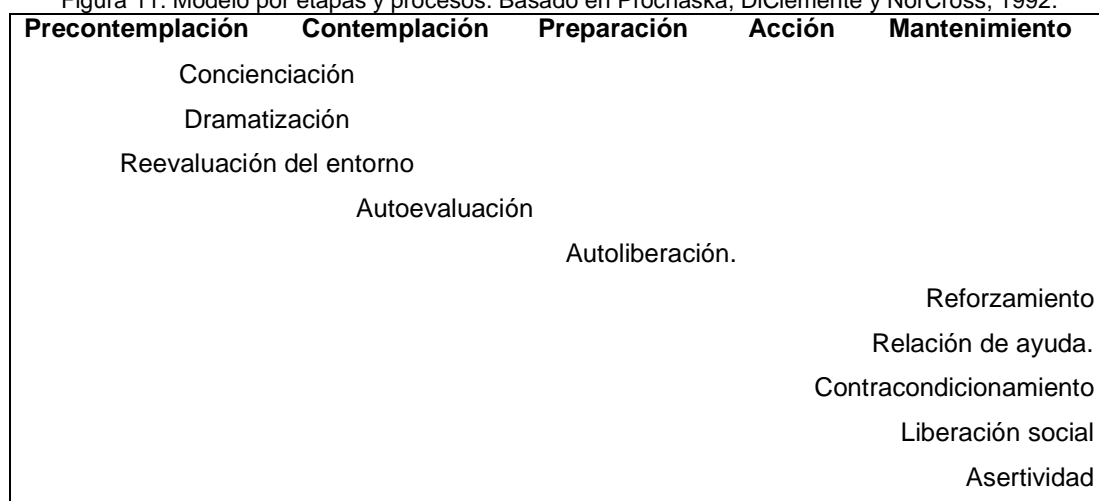 Figura 11. Modelo por etapas y procesos. Basado en Prochaska, DiClemente y NorCross, 1992.
Precontemplación Contemplación Preparación Acción Mantenimiento
Concienciación
Dramatización
Reevaluación del entorno
Autoevaluación
Autoliberación.
Reforzamiento
Relación de ayuda.
Contracondicionamiento
Liberación social
Asertividad